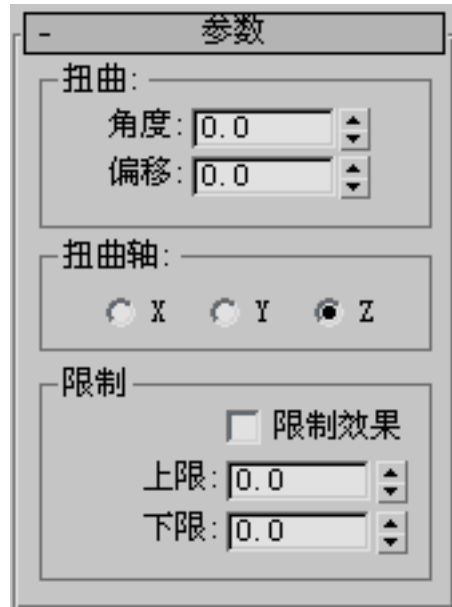 - 参数
扭曲:
角度: 0.0
偏移: 0.0
扭曲轴:
X Y Z
限制
限制效果
上限: 0.0
下限: 0.0